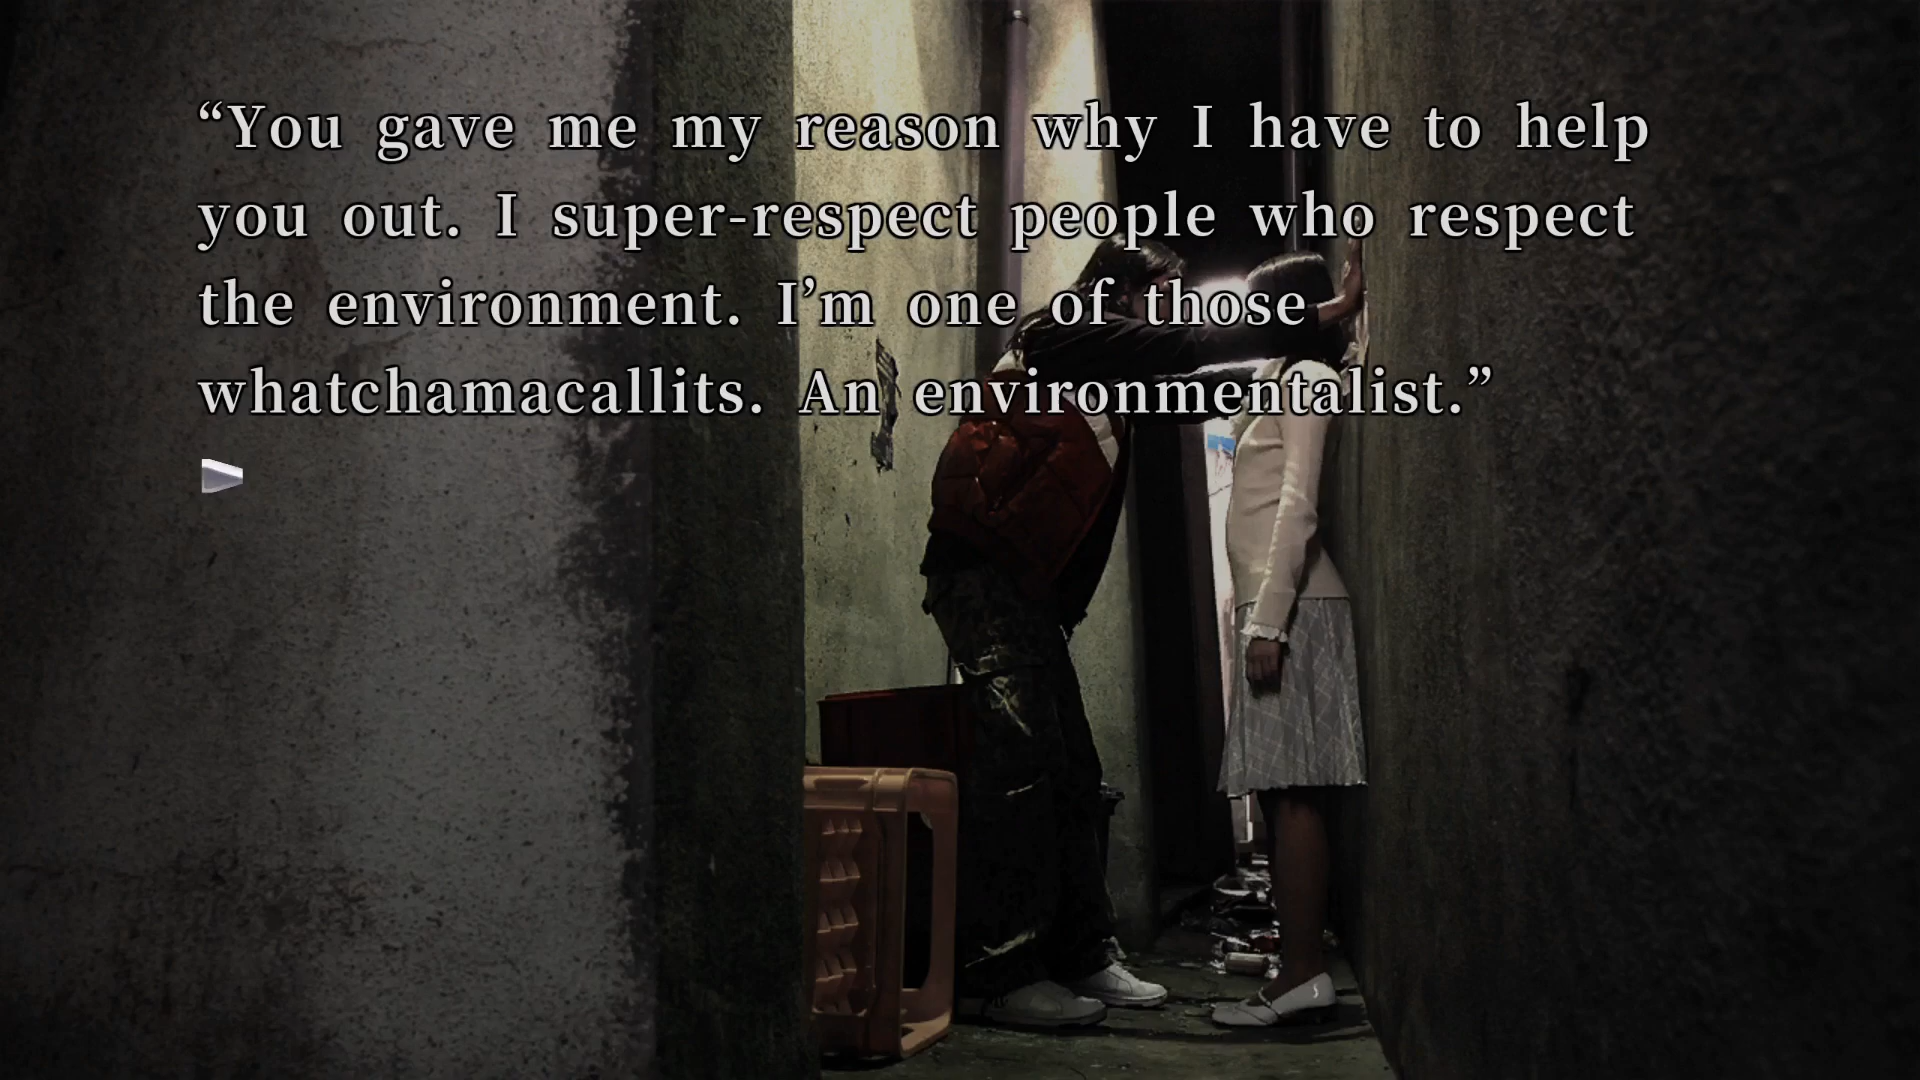 “You gave me my reason why I have to help
you out. I super-respect people who respect
the environment. I’m one of those
whatchamacallits. An environmentalist.”